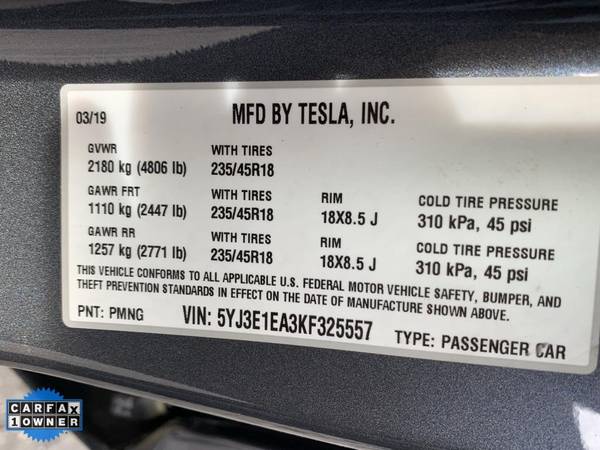 03/19 MFD BY TESLA, INC.
GVWR WITH TIRES
2180 kg (4806 lb) 235/45R18
GAWR FRT WITH TIRES RIM COLD TIRE PRESSURE
1110 kg (2447 lb) 235/45R18 18X8.5 J 310 kPa, 45 psi
GAWR RR WITH TIRES RIM COLD TIRE PRESSURE
1257 kg (2771 lb) 235/45R18 18X8.5 J 310 kPa, 45 psi
THIS VEHICLE CONFORMS TO ALL APPLICABLE U.S. FEDERAL MOTOR VEHICLE SAFETY, BUMPER, AND
THEFT PREVENTION STANDARDS IN EFFECT ON THE DATE OF MANUFACTURE SHOWN ABOVE.
PNT: PMNG VIN: 5YJ3E1EA3KF325557 TYPE: PASSENGER CAR
CARFAX
1 OWNER